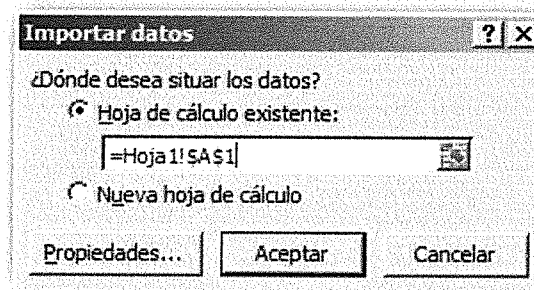 Importar datos ? ×
¿Dónde desea situar los datos?
Hoja de cálculo existente:
=Hoja1!$A$1
Nueva hoja de cálculo
Propiedades... Aceptar Cancelar